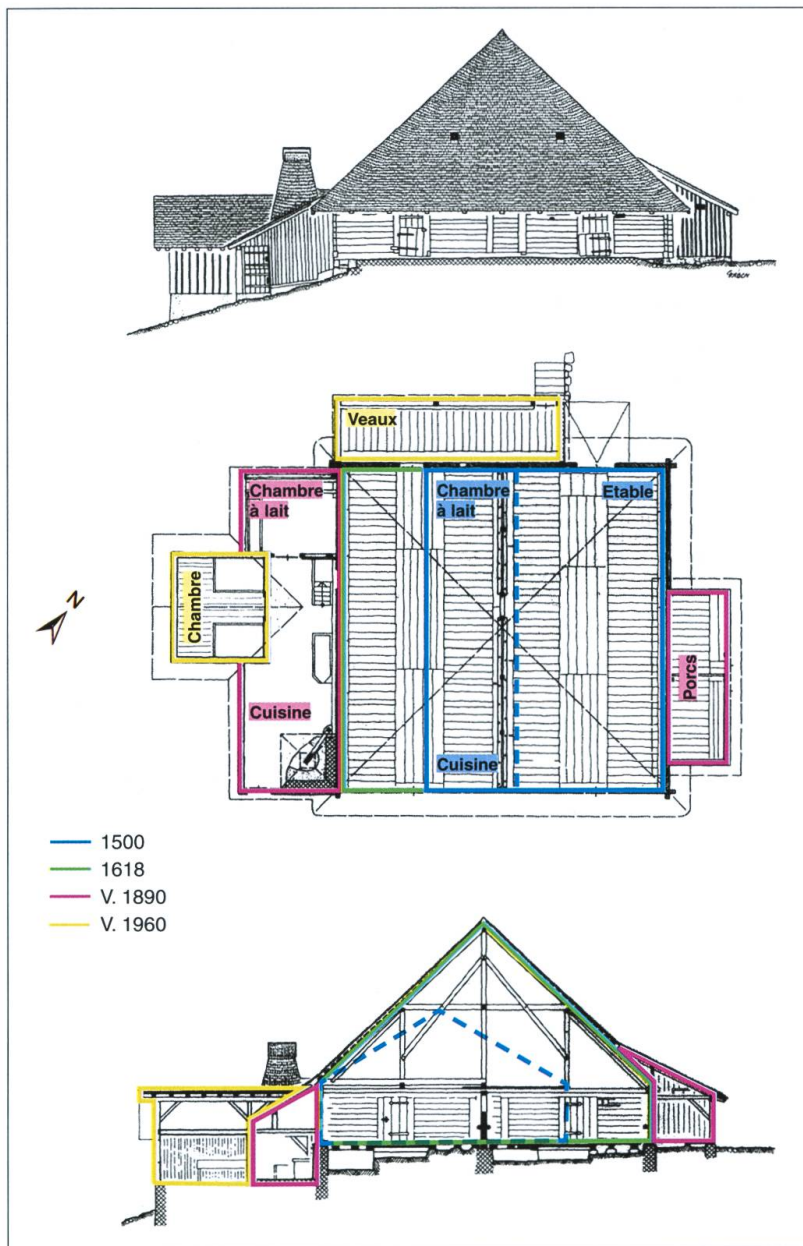 Veaux
Chambre
à lait
Chambre
à lait
Etable
N
Chambre
Porcs
Cuisine
Cuisine
1500
1618
V. 1890
V. 1960